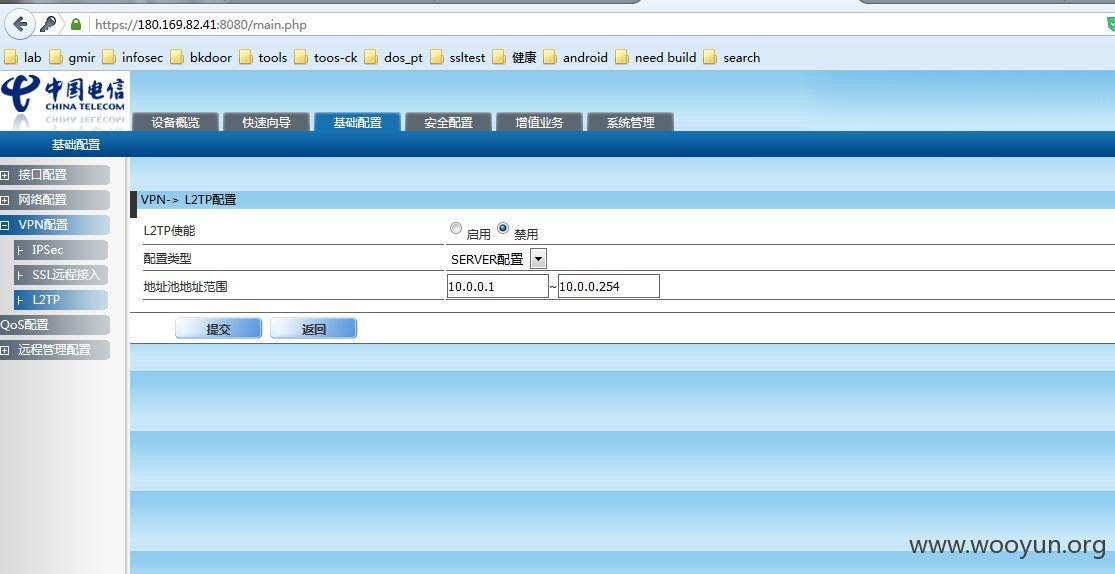 https://180.169.82.41:8080/main.php
lab gmir infosec bkdoor tools toos-ck dos_pt ssltest 健康 android need build search
中国电信
CHINA TELECOM
设备概览 快速向导 基础配置 安全配置 增值业务 系统管理
基础配置
接口配置
网络配置
VPN配置
IPSec
SSL远程接入
L2TP
QoS配置
远程管理配置
VPN-> L2TP配置
L2TP使能 启用 禁用
配置类型 SERVER配置
地址池地址范围 10.0.0.1 ~ 10.0.0.254
提交 返回
www.wooyun.org